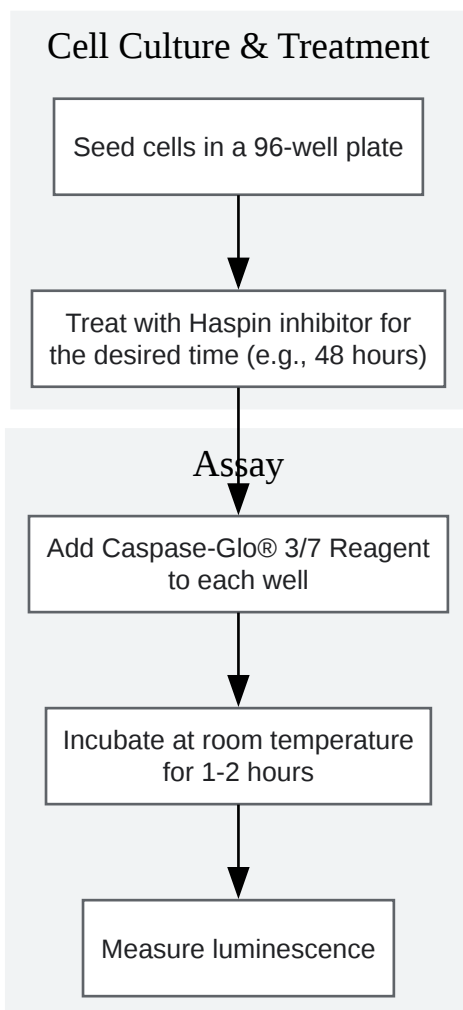 Cell Culture & Treatment
Seed cells in a 96-well plate
Treat with Haspin inhibitor for
the desired time (e.g., 48 hours)
Assay
Add Caspase-Glo® 3/7 Reagent
to each well
Incubate at room temperature
for 1-2 hours
Measure luminescence